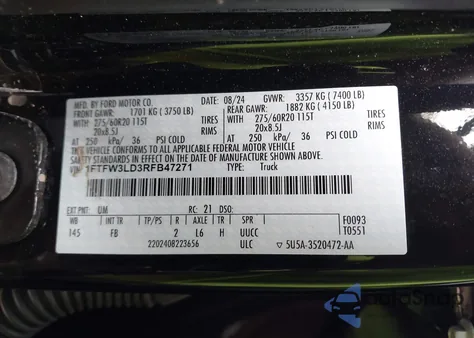 MFD. BY FORD MOTOR CO.
DATE: 08/24 GVWR: 3357 KG (7400 LB)
FRONT GAWR: 1701 KG (3750 LB) REAR GAWR: 1882 KG (4150 LB)
WITH 275/60R20 115T TIRES WITH 275/60R20 115T TIRES
20x8.5J RIMS 20x8.5J RIMS
AT 250 kPa/ 36 PSI COLD AT 250 kPa/ 36 PSI COLD
THIS VEHICLE CONFORMS TO ALL APPLICABLE FEDERAL MOTOR VEHICLE
SAFETY AND THEFT PREVENTION STANDARDS IN EFFECT ON THE DATE OF MANUFACTURE SHOWN ABOVE.
VIN: 1FTFW3LD3RFB47271 TYPE: Truck
EXT PNT: UM RC: 21 DSO:
WB INT TR TP/PS R AXLE TR SPR F0093
145 FB 2 L6 H UUCC T0551
2202408223656 ULC 5U5A-3520472-AA
AutoSnap